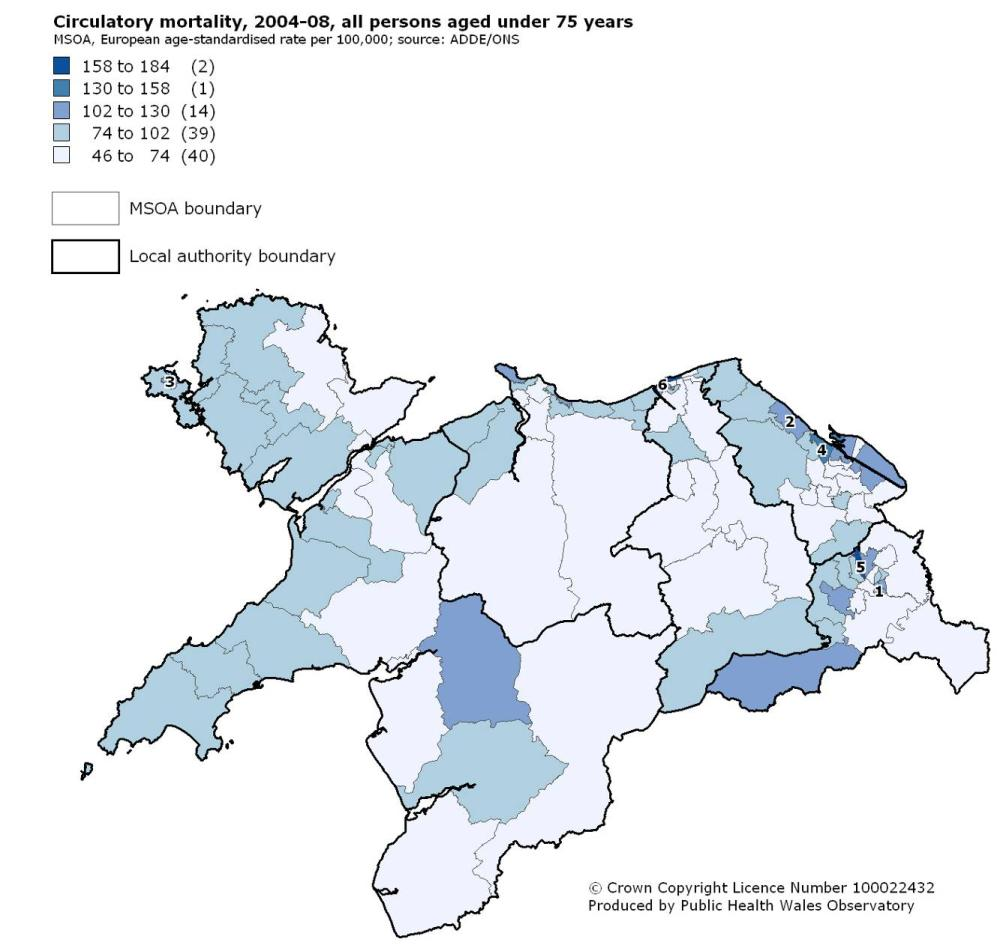 Circulatory mortality, 2004-08, all persons aged under 75 years
MSOA, European age-standardised rate per 100,000; source: ADDE/ONS
158 to 184 (2)
130 to 158 (1)
102 to 130 (14)
74 to 102 (39)
46 to 74 (40)
MSOA boundary
Local authority boundary
3
6
2
4
5
1
© Crown Copyright Licence Number 100022432
Produced by Public Health Wales Observatory